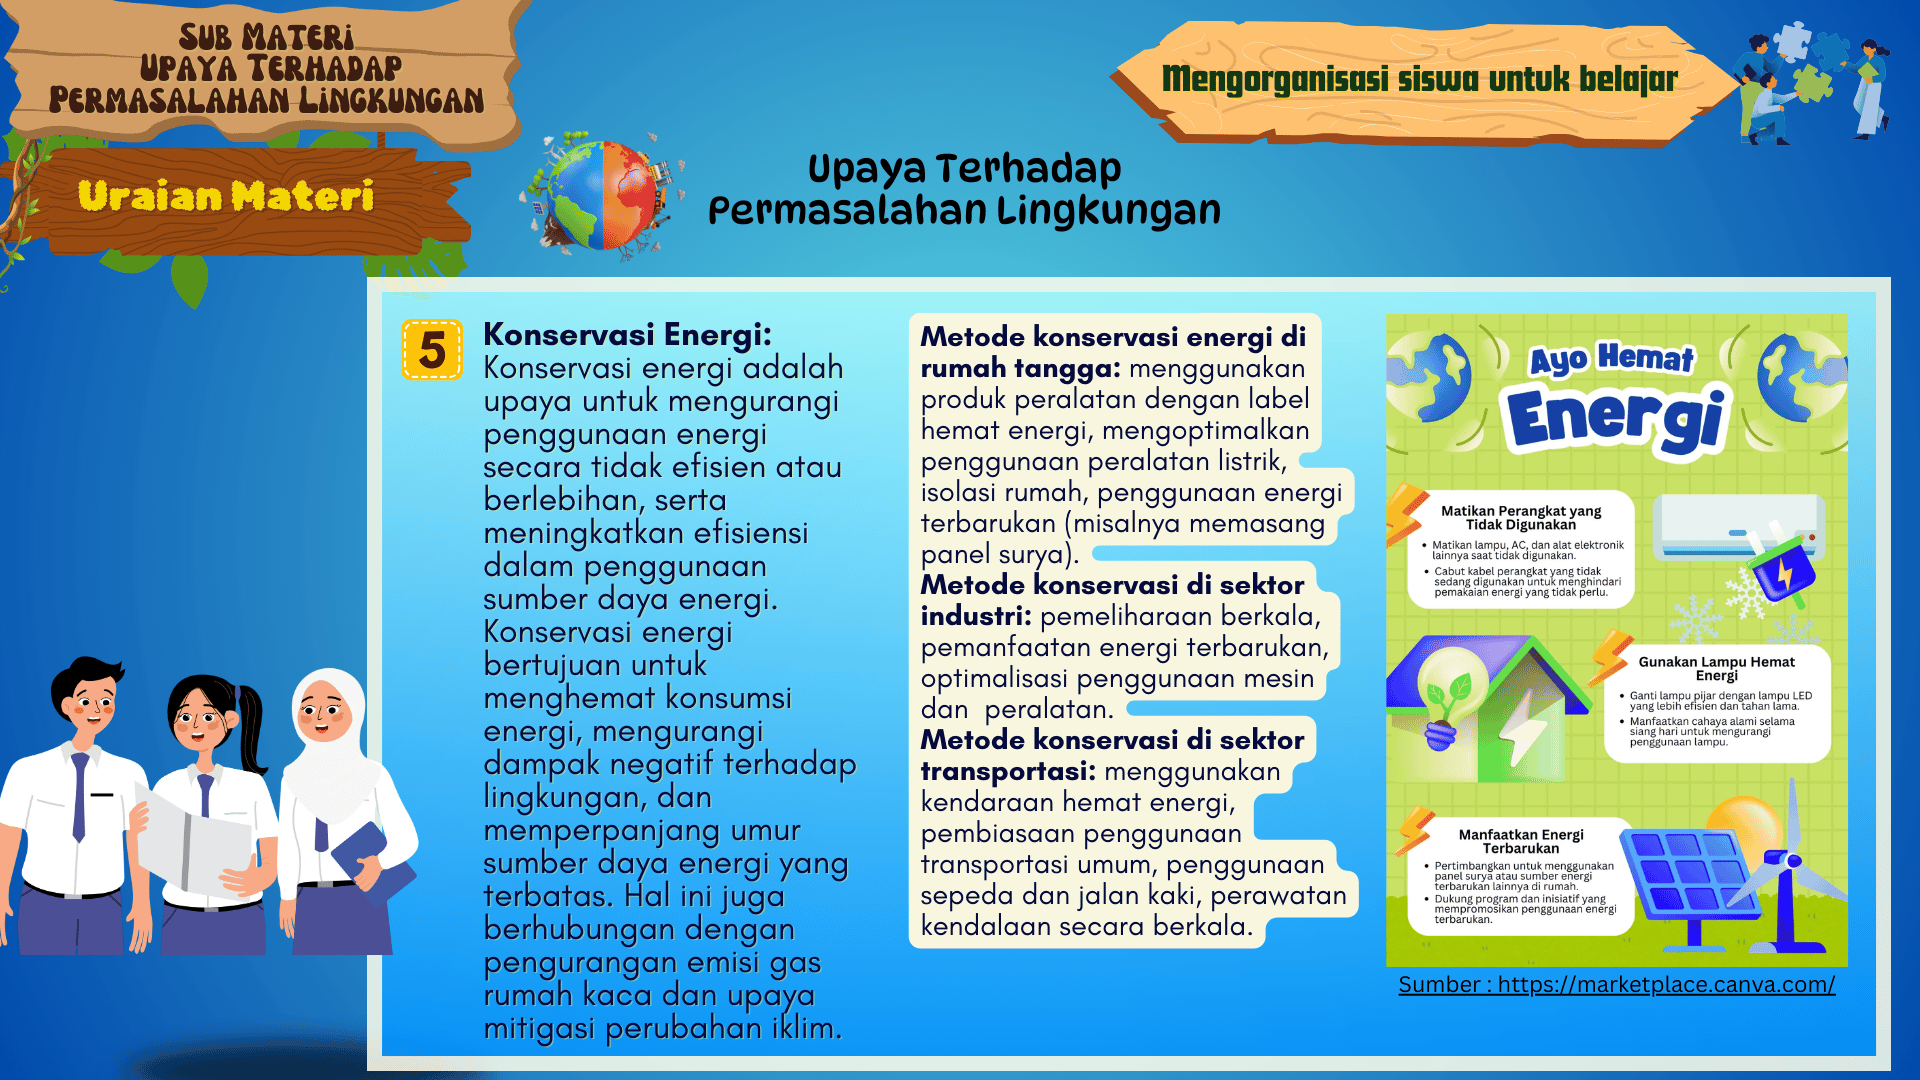 Sub Materi
Upaya Terhadap
Permasalahan Lingkungan
Uraian Materi
Mengorganisasi siswa untuk belajar
Upaya Terhadap
Permasalahan Lingkungan
5
Konservasi Energi:
Konservasi energi adalah
upaya untuk mengurangi
penggunaan energi
secara tidak efisien atau
berlebihan, serta
meningkatkan efisiensi
dalam penggunaan
sumber daya energi.
Konservasi energi
bertujuan untuk
menghemat konsumsi
energi, mengurangi
dampak negatif terhadap
lingkungan, dan
memperpanjang umur
sumber daya energi yang
terbatas. Hal ini juga
berhubungan dengan
pengurangan emisi gas
rumah kaca dan upaya
mitigasi perubahan iklim.
Metode konservasi energi di
rumah tangga: menggunakan
produk peralatan dengan label
hemat energi, mengoptimalkan
penggunaan peralatan listrik,
isolasi rumah, penggunaan energi
terbarukan (misalnya memasang
panel surya).
Metode konservasi di sektor
industri: pemeliharaan berkala,
pemanfaatan energi terbarukan,
optimalisasi penggunaan mesin
dan peralatan.
Metode konservasi di sektor
transportasi: menggunakan
kendaraan hemat energi,
pembiasaan penggunaan
transportasi umum, penggunaan
sepeda dan jalan kaki, perawatan
kendalaan secara berkala.
Ayo Hemat
Energi
Matikan Perangkat yang
Tidak Digunakan
• Matikan lampu, AC, dan alat elektronik
lainnya saat tidak digunakan.
• Cabut kabel perangkat yang tidak
sedang digunakan untuk menghindari
pemakaian energi yang tidak perlu.
Gunakan Lampu Hemat
Energi
• Ganti lampu pijar dengan lampu LED
yang lebih efisien dan tahan lama.
• Manfaatkan cahaya alami selama
siang hari untuk mengurangi
penggunaan lampu.
Manfaatkan Energi
Terbarukan
• Pertimbangkan untuk menggunakan
panel surya atau sumber energi
terbarukan lainnya di rumah.
• Dukung program dan inisiatif yang
mempromosikan penggunaan energi
terbarukan.
Sumber : https://marketplace.canva.com/